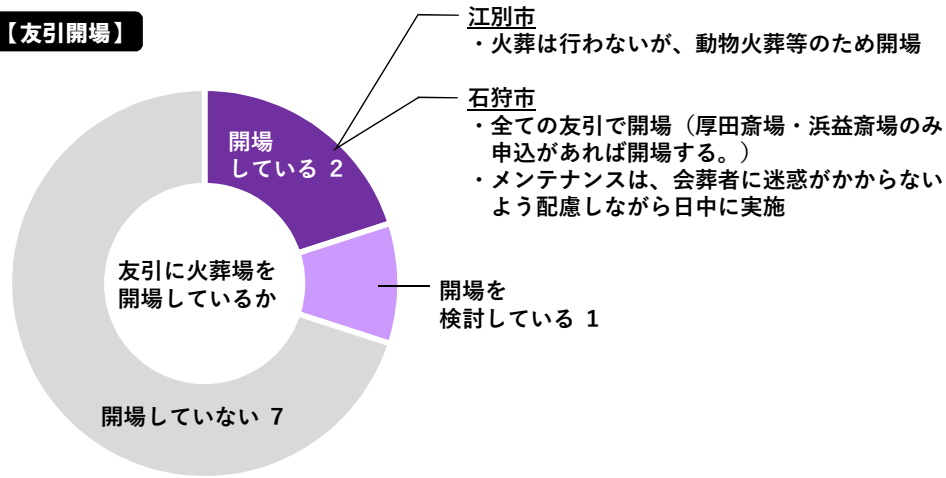 【友引開場】
江別市
・火葬は行わないが、動物火葬等のため開場
石狩市
・全ての友引で開場（厚田斎場・浜益斎場のみ
申込があれば開場する。）
・メンテナンスは、会葬者に迷惑がかからない
よう配慮しながら日中に実施
開場
している 2
友引に火葬場を
開場しているか
開場を
検討している 1
開場していない 7